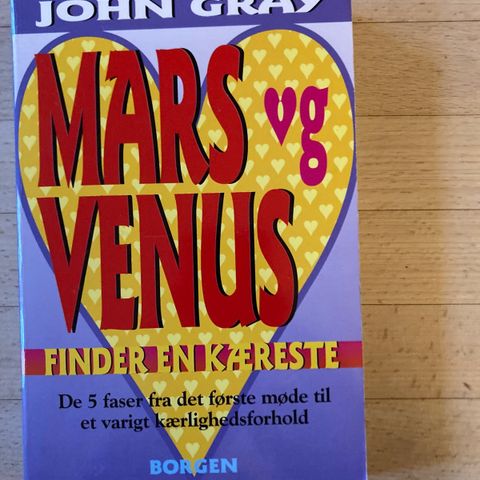 JOHN GRAY
MARS vg
VENUS
FINDER EN KÆRESTE
De 5 faser fra det første møde til
et varigt kærlighedsforhold
BORGEN